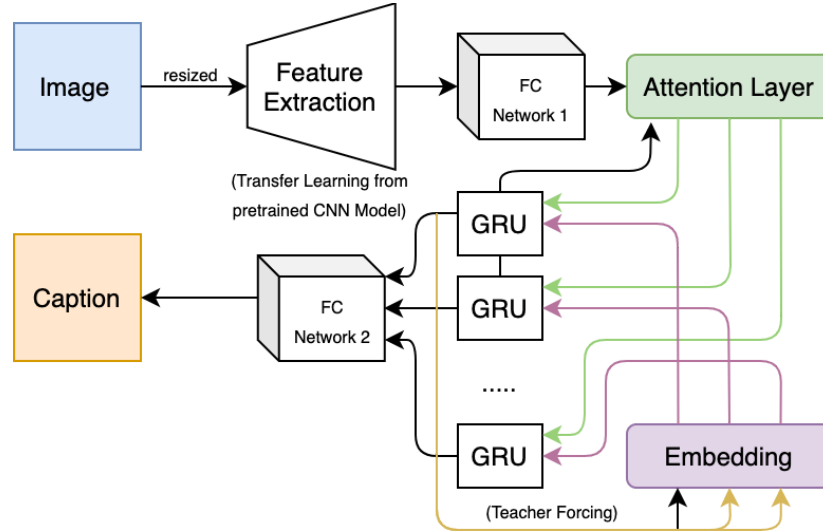 Image
resized
Feature
Extraction
FC
Network 1
Attention Layer
(Transfer Learning from
pretrained CNN Model)
GRU
Caption
FC
Network 2
GRU
.....
GRU
Embedding
(Teacher Forcing)